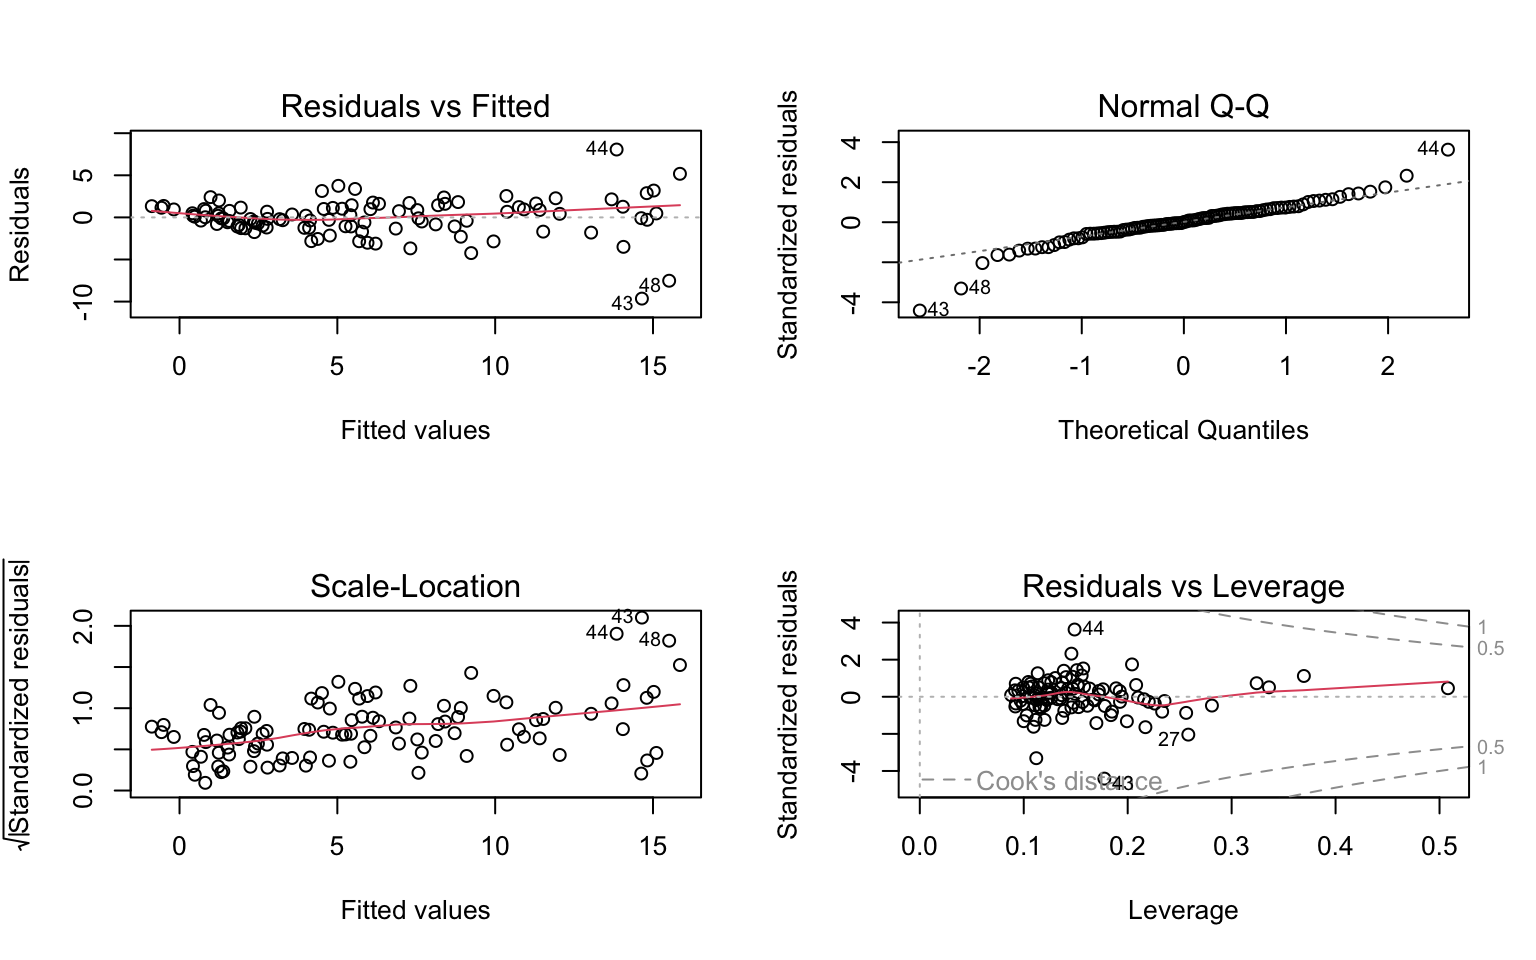 Residuals vs Fitted
Residuals
5
0
-10
44
48
43
0 5 10 15
Fitted values
Normal Q-Q
Standardized residuals
4
2
0
-4
44
48
43
-2 -1 0 1 2
Theoretical Quantiles
Scale-Location
√|Standardized residuals|
2.0
1.0
0.0
43
44
48
0 5 10 15
Fitted values
Residuals vs Leverage
Standardized residuals
4
2
0
-4
44
27
43
Cook's distance
1
0.5
0.5
1
0.0 0.1 0.2 0.3 0.4 0.5
Leverage